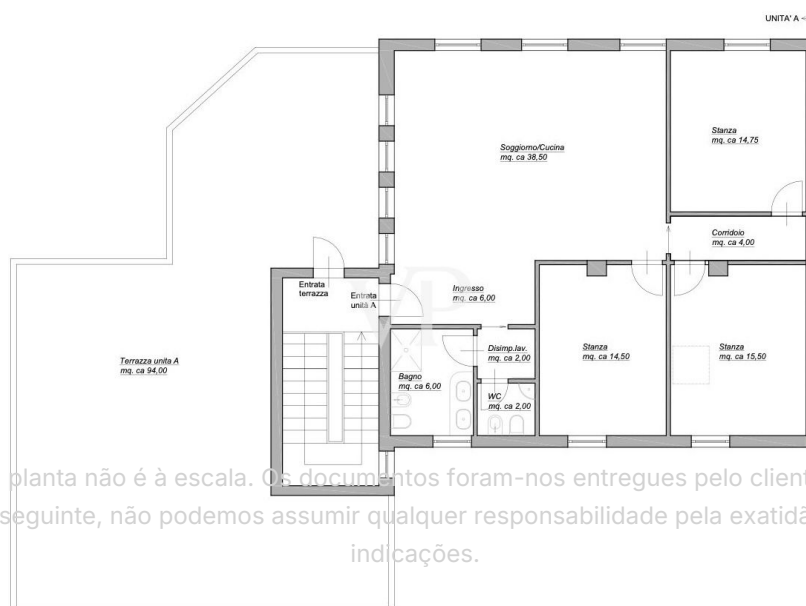 UNITA' A
Stanza
mq. ca 14,75
Soggiorno/Cucina
mq. ca 38,50
Corridoio
mq. ca 4,00
Entrata
terrazza
Entrata
unità A
Ingresso
mq. ca 6,00
VP
Terrazza unita A
mq. ca 94,00
Disimp.lav.
mq. ca 2,00
Stanza
mq. ca 14,50
Stanza
mq. ca 15,50
Bagno
mq. ca 6,00
WC
mq. ca 2,00
planta não é à escala. Os documentos foram-nos entregues pelo client
seguinte, não podemos assumir qualquer responsabilidade pela exatidã
indicações.